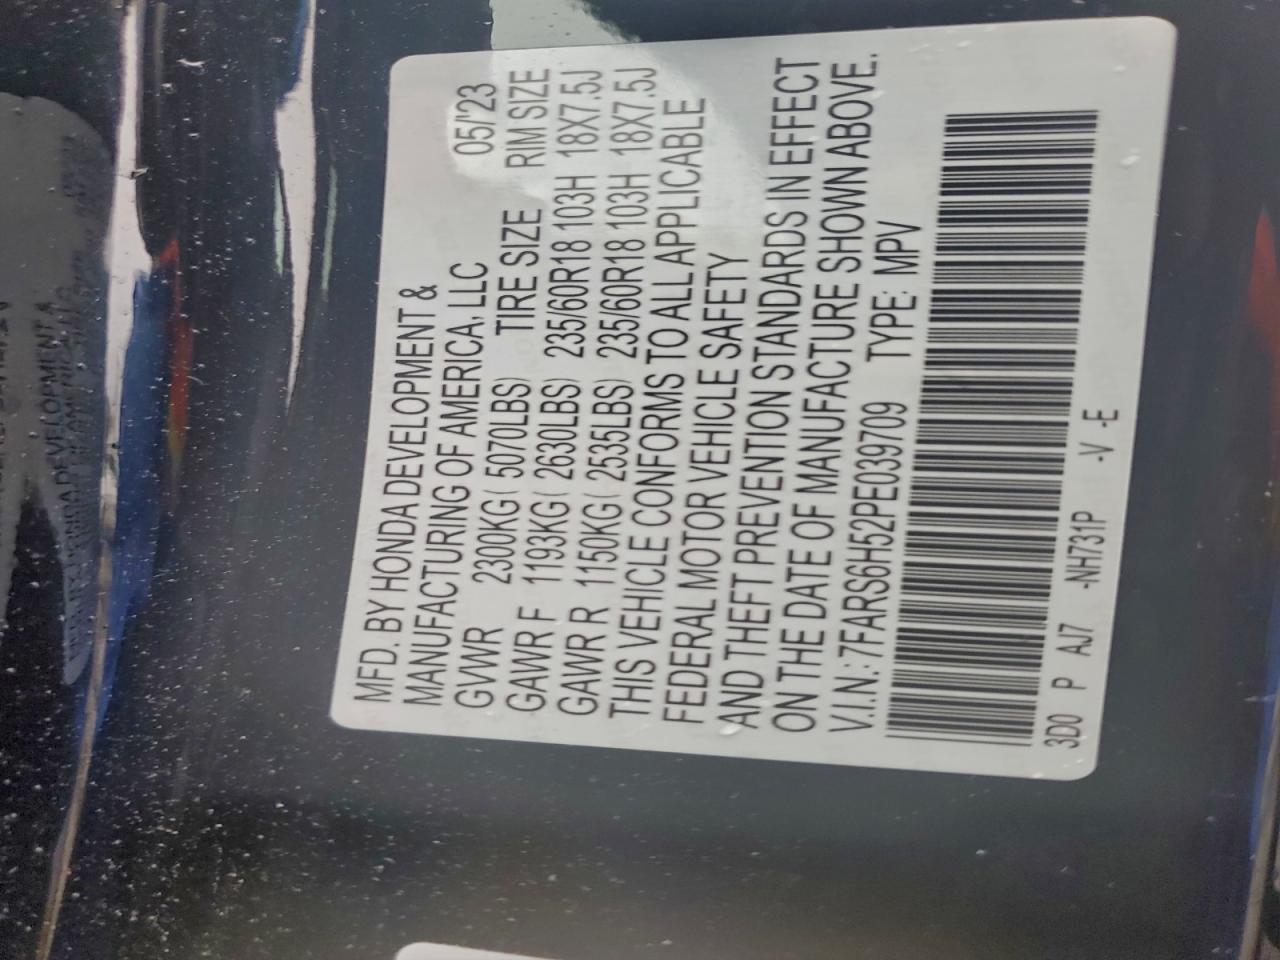 MFD. BY HONDA DEVELOPMENT &
MANUFACTURING OF AMERICA, LLC 05/'23
GVWR 2300KG( 5070LBS) TIRE SIZE RIM SIZE
GAWR F 1193KG( 2630LBS) 235/60R18 103H 18X7.5J
GAWR R 1150KG( 2535LBS) 235/60R18 103H 18X7.5J
THIS VEHICLE CONFORMS TO ALL APPLICABLE
FEDERAL MOTOR VEHICLE SAFETY
AND THEFT PREVENTION STANDARDS IN EFFECT
ON THE DATE OF MANUFACTURE SHOWN ABOVE.
V.I.N.: 7FARS6H52PE039709 TYPE: MPV
3D0 P AJ7 -NH731P -V -E